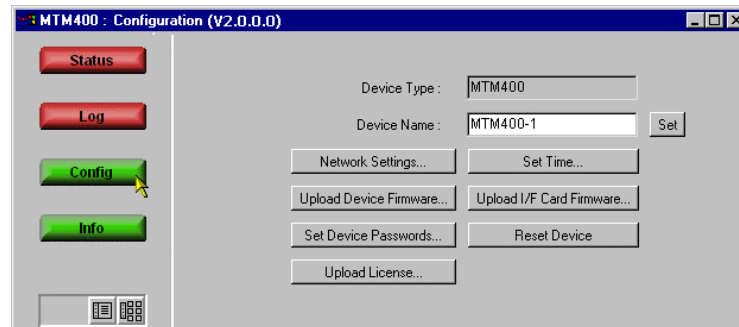 MTM400 : Configuration (V2.0.0.0)
Status
Log
Config
Info
Device Type :
MTM400
Device Name :
MTM400-1
Set
Network Settings...
Set Time...
Upload Device Firmware...
Upload I/F Card Firmware...
Set Device Passwords...
Reset Device
Upload License...